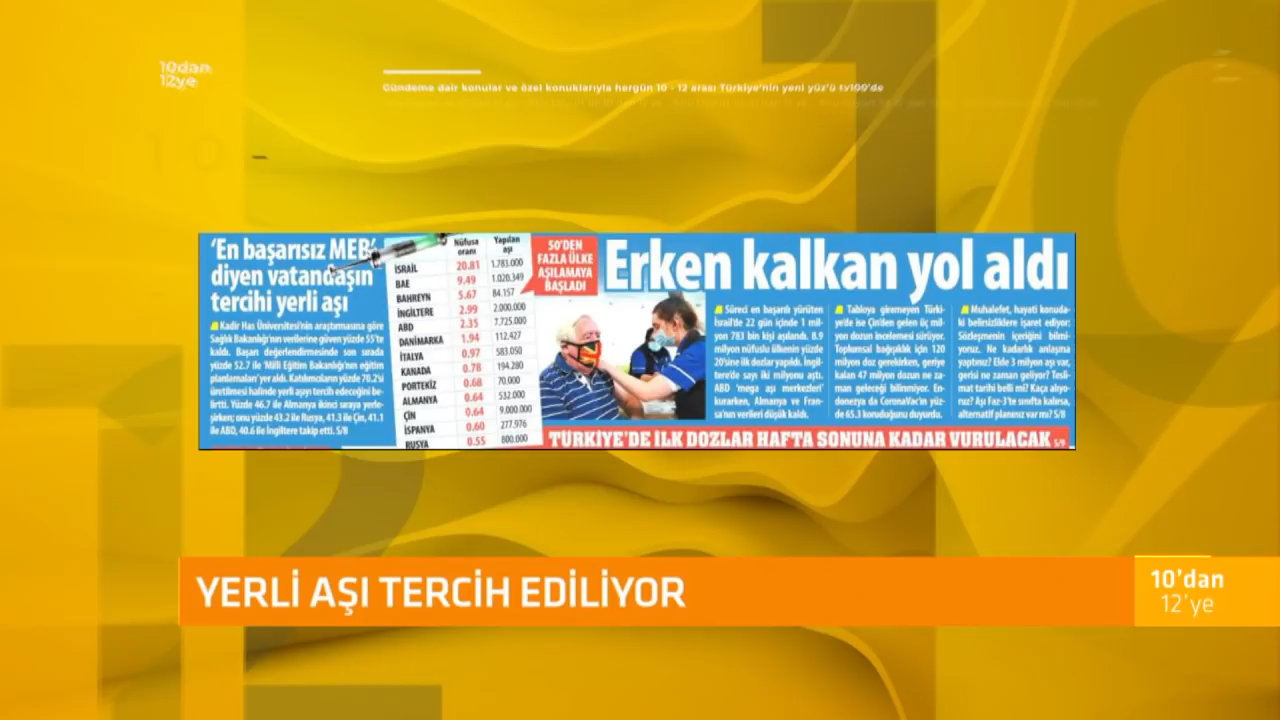 10dan
12ye
Gündeme dair konular ve özel konuklarıyla hergün 10 - 12 arası Türkiye'nin yeni yüz'ü tv100'de
'En başarısız MEB'
diyen vatandaşın
tercihi yerli aşı
Kadir Has Üniversitesi'nin araştırmasına göre
Sağlık Bakanlığı'nın verilerine güven yüzde 55'te
kaldı. Başarı değerlendirmesinde son sırada
yüzde 52.7 ile 'Milli Eğitim Bakanlığı'nın eğitim
planlamaları' yer aldı. Katılımcıların yüzde 70.2'si
üretilmesi halinde yerli aşıyı tercih edeceğini be-
lirtti. Yüzde 46.7 ile Almanya ikinci sıraya yerle-
şirken; onu yüzde 43.2 ile Rusya, 41.3 ile Çin, 41.1
ile ABD, 40.6 ile İngiltere takip etti. S/8
Nüfusa oranı Yapılan aşı
İSRAİL 20.81 1.783.000
BAE 9.49 1.020.349
BAHREYN 5.67 84.157
İNGİLTERE 2.99 2.000.000
ABD 2.35 7.725.000
DANİMARKA 1.94 112.427
İTALYA 0.97 583.050
KANADA 0.78 194.280
PORTEKİZ 0.68 70.000
ALMANYA 0.64 532.000
ÇİN 0.64 9.000.000
İSPANYA 0.60 277.976
RUSYA 0.55 800.000
50'DEN
FAZLA ÜLKE
AŞILAMAYA
BAŞLADI
Erken kalkan yol aldı
Süreci en başarılı yürüten
İsrail'de 22 gün içinde 1 mil-
yon 783 bin kişi aşılandı. 8.9
milyon nüfuslu ülkenin yüzde
20'sine ilk dozlar yapıldı. İngil-
tere'de sayı iki milyonu aştı.
ABD 'mega aşı merkezleri'
kurarken, Almanya ve Fran-
sa'nın verileri düşük kaldı.
Tabloya giremeyen Türki-
ye'de ise Çin'den gelen üç mil-
yon dozun incelemesi sürüyor.
Toplumsal bağışıklık için 120
milyon doz gerekirken, geriye
kalan 47 milyon dozun ne za-
man geleceği bilinmiyor. En-
donezya da CoronaVac'ın yüz-
de 65.3 koruduğunu duyurdu.
Muhalefet, hayati konuda-
ki belirsizliklere işaret ediyor:
Sözleşmenin içeriğini bilmi-
yoruz. Ne kadarlık anlaşma
yaptınız? Elde 3 milyon aşı var,
gerisi ne zaman geliyor? Tesli-
mat tarihi belli mi? Kaça alıyo-
ruz? Aşı Faz-3'te sınıfta kalırsa,
alternatif planınız var mı? S/8
TÜRKİYE'DE İLK DOZLAR HAFTA SONUNA KADAR VURULACAK S/9
YERLİ AŞI TERCİH EDİLİYOR
10'dan
12'ye